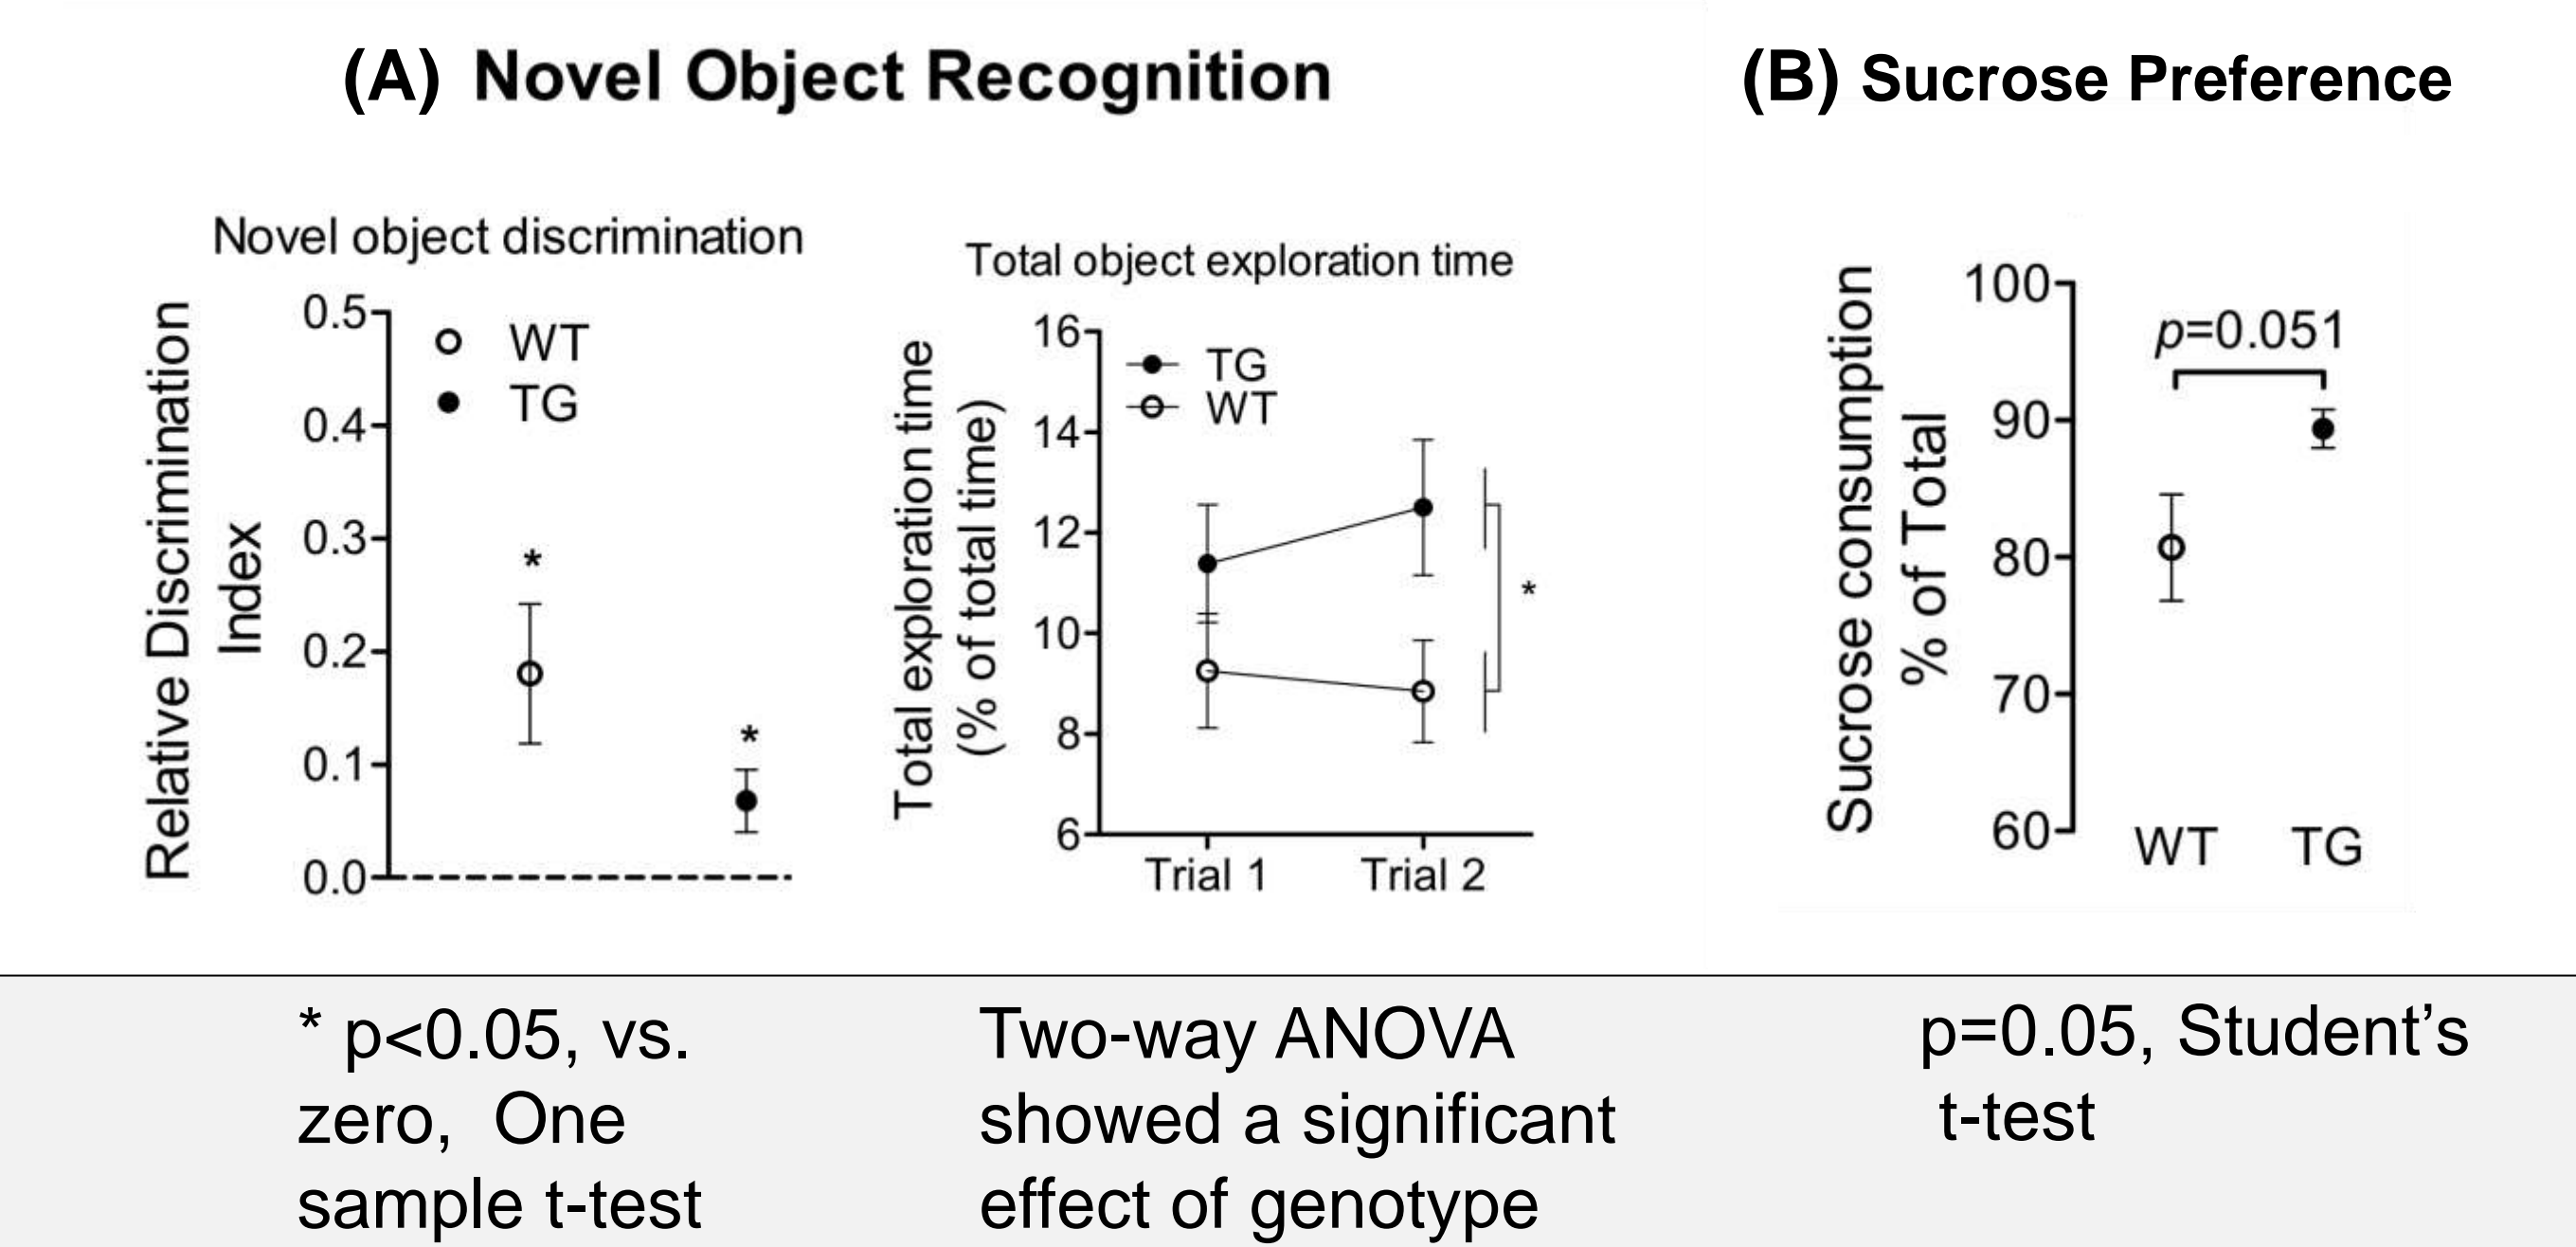 (A) Novel Object Recognition
(B) Sucrose Preference
Novel object discrimination
Relative Discrimination
Index
0.5
0.4
0.3
0.2
0.1
0.0
WT
TG
*
*
Total object exploration time
Total exploration time
(% of total time)
16
14
12
10
8
6
TG
WT
*
Trial 1 Trial 2
Sucrose consumption
% of Total
100
90
80
70
60
p=0.051
WT TG
* p<0.05, vs.
zero, One
sample t-test
Two-way ANOVA
showed a significant
effect of genotype
p=0.05, Student’s
t-test